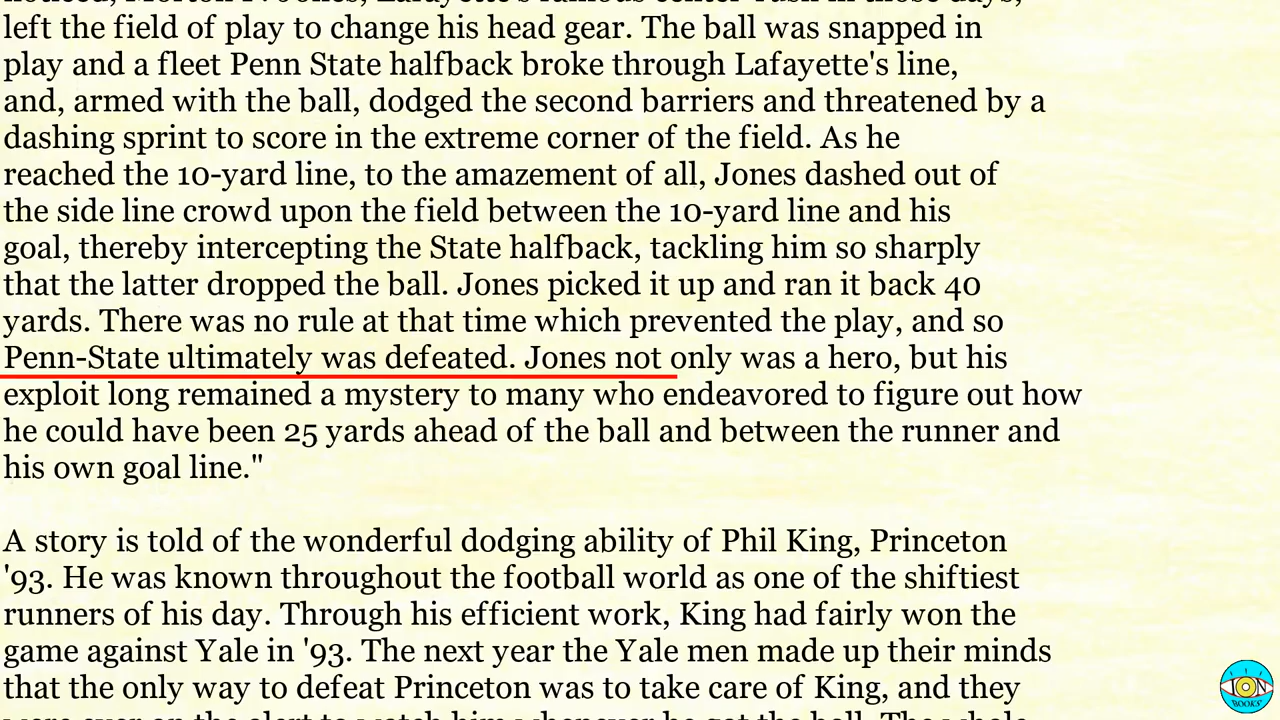 left the field of play to change his head gear. The ball was snapped in
play and a fleet Penn State halfback broke through Lafayette's line,
and, armed with the ball, dodged the second barriers and threatened by a
dashing sprint to score in the extreme corner of the field. As he
reached the 10-yard line, to the amazement of all, Jones dashed out of
the side line crowd upon the field between the 10-yard line and his
goal, thereby intercepting the State halfback, tackling him so sharply
that the latter dropped the ball. Jones picked it up and ran it back 40
yards. There was no rule at that time which prevented the play, and so
Penn-State ultimately was defeated. Jones not only was a hero, but his
exploit long remained a mystery to many who endeavored to figure out how
he could have been 25 yards ahead of the ball and between the runner and
his own goal line."
A story is told of the wonderful dodging ability of Phil King, Princeton
'93. He was known throughout the football world as one of the shiftiest
runners of his day. Through his efficient work, King had fairly won the
game against Yale in '93. The next year the Yale men made up their minds
that the only way to defeat Princeton was to take care of King, and they
ION
BOOKS